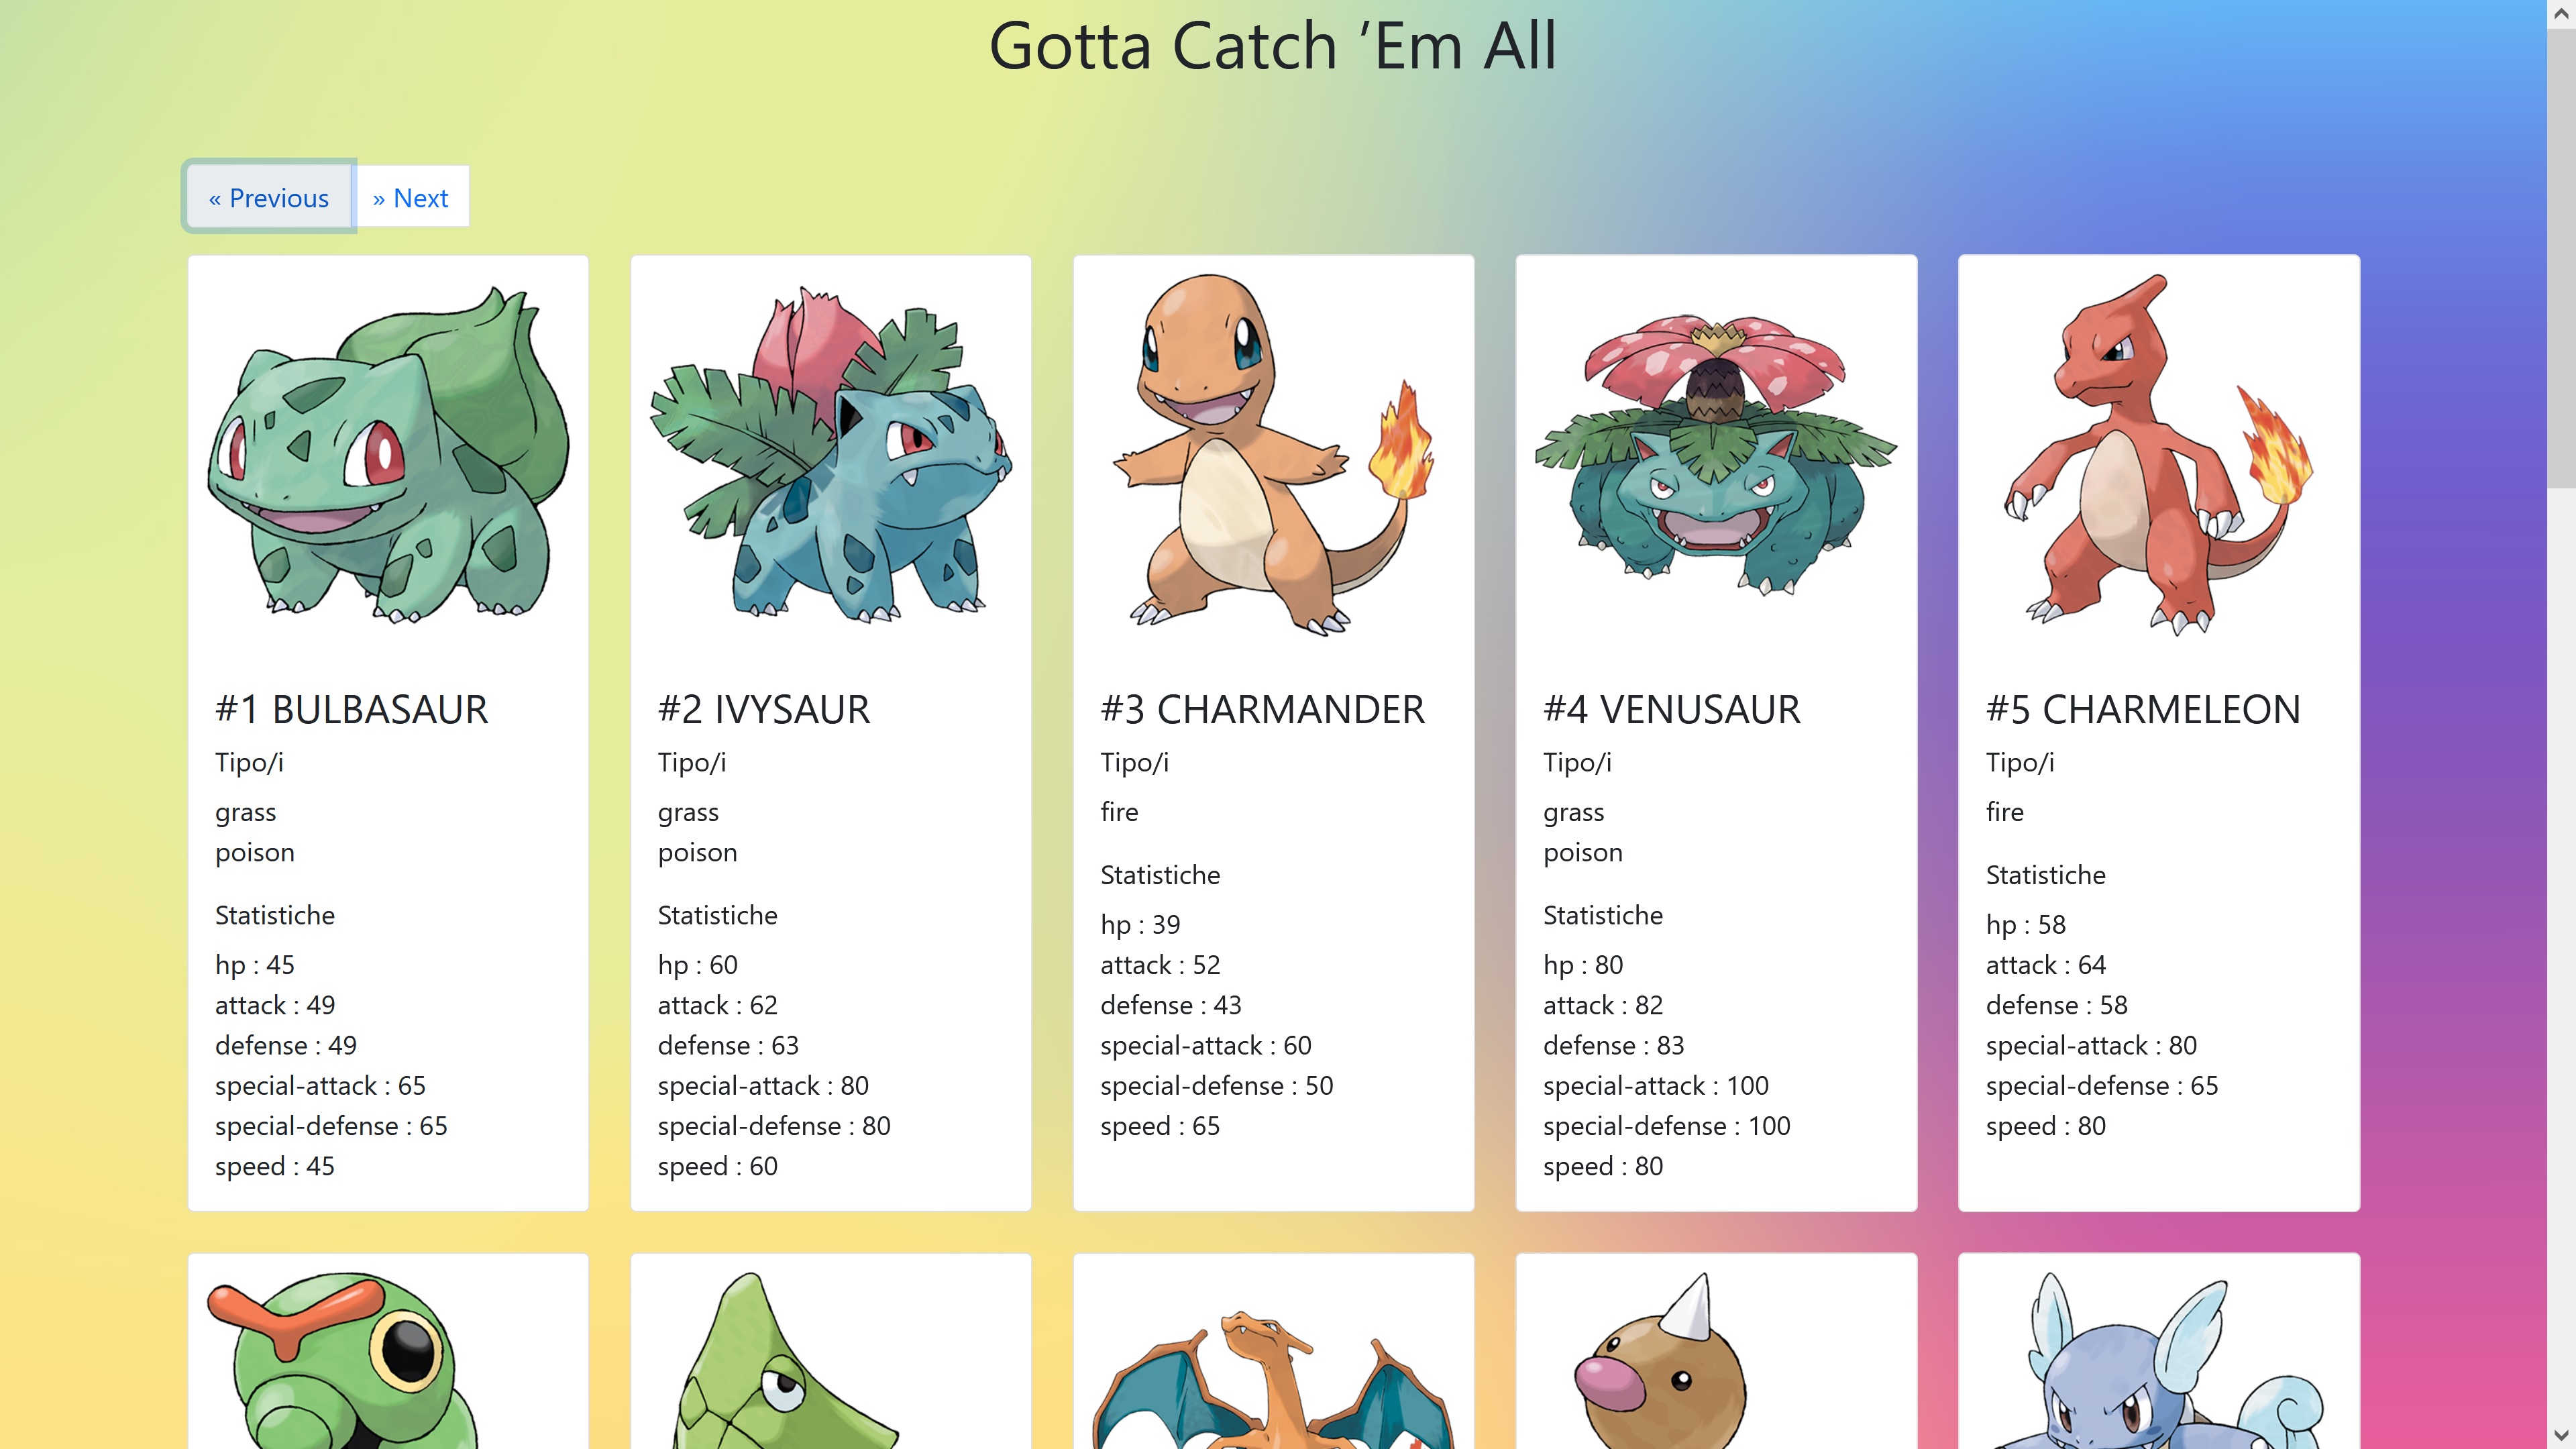 Gotta Catch ’Em All
« Previous
» Next
#1 BULBASAUR
Tipo/i
grass
poison
Statistiche
hp : 45
attack : 49
defense : 49
special-attack : 65
special-defense : 65
speed : 45
#2 IVYSAUR
Tipo/i
grass
poison
Statistiche
hp : 60
attack : 62
defense : 63
special-attack : 80
special-defense : 80
speed : 60
#3 CHARMANDER
Tipo/i
fire
Statistiche
hp : 39
attack : 52
defense : 43
special-attack : 60
special-defense : 50
speed : 65
#4 VENUSAUR
Tipo/i
grass
poison
Statistiche
hp : 80
attack : 82
defense : 83
special-attack : 100
special-defense : 100
speed : 80
#5 CHARMELEON
Tipo/i
fire
Statistiche
hp : 58
attack : 64
defense : 58
special-attack : 80
special-defense : 65
speed : 80